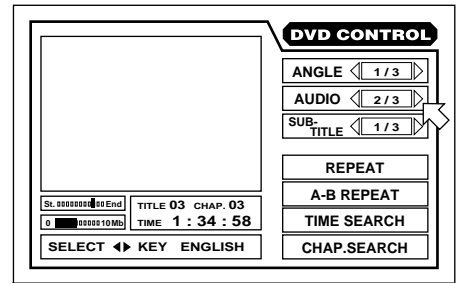 DVD CONTROL
ANGLE 1 / 3
AUDIO 2 / 3
SUB-TITLE 1 / 3
REPEAT
A-B REPEAT
TIME SEARCH
CHAP.SEARCH
St. End
0 10Mb
TITLE 03 CHAP. 03
TIME 1 : 34 : 58
SELECT ◀▶ KEY ENGLISH